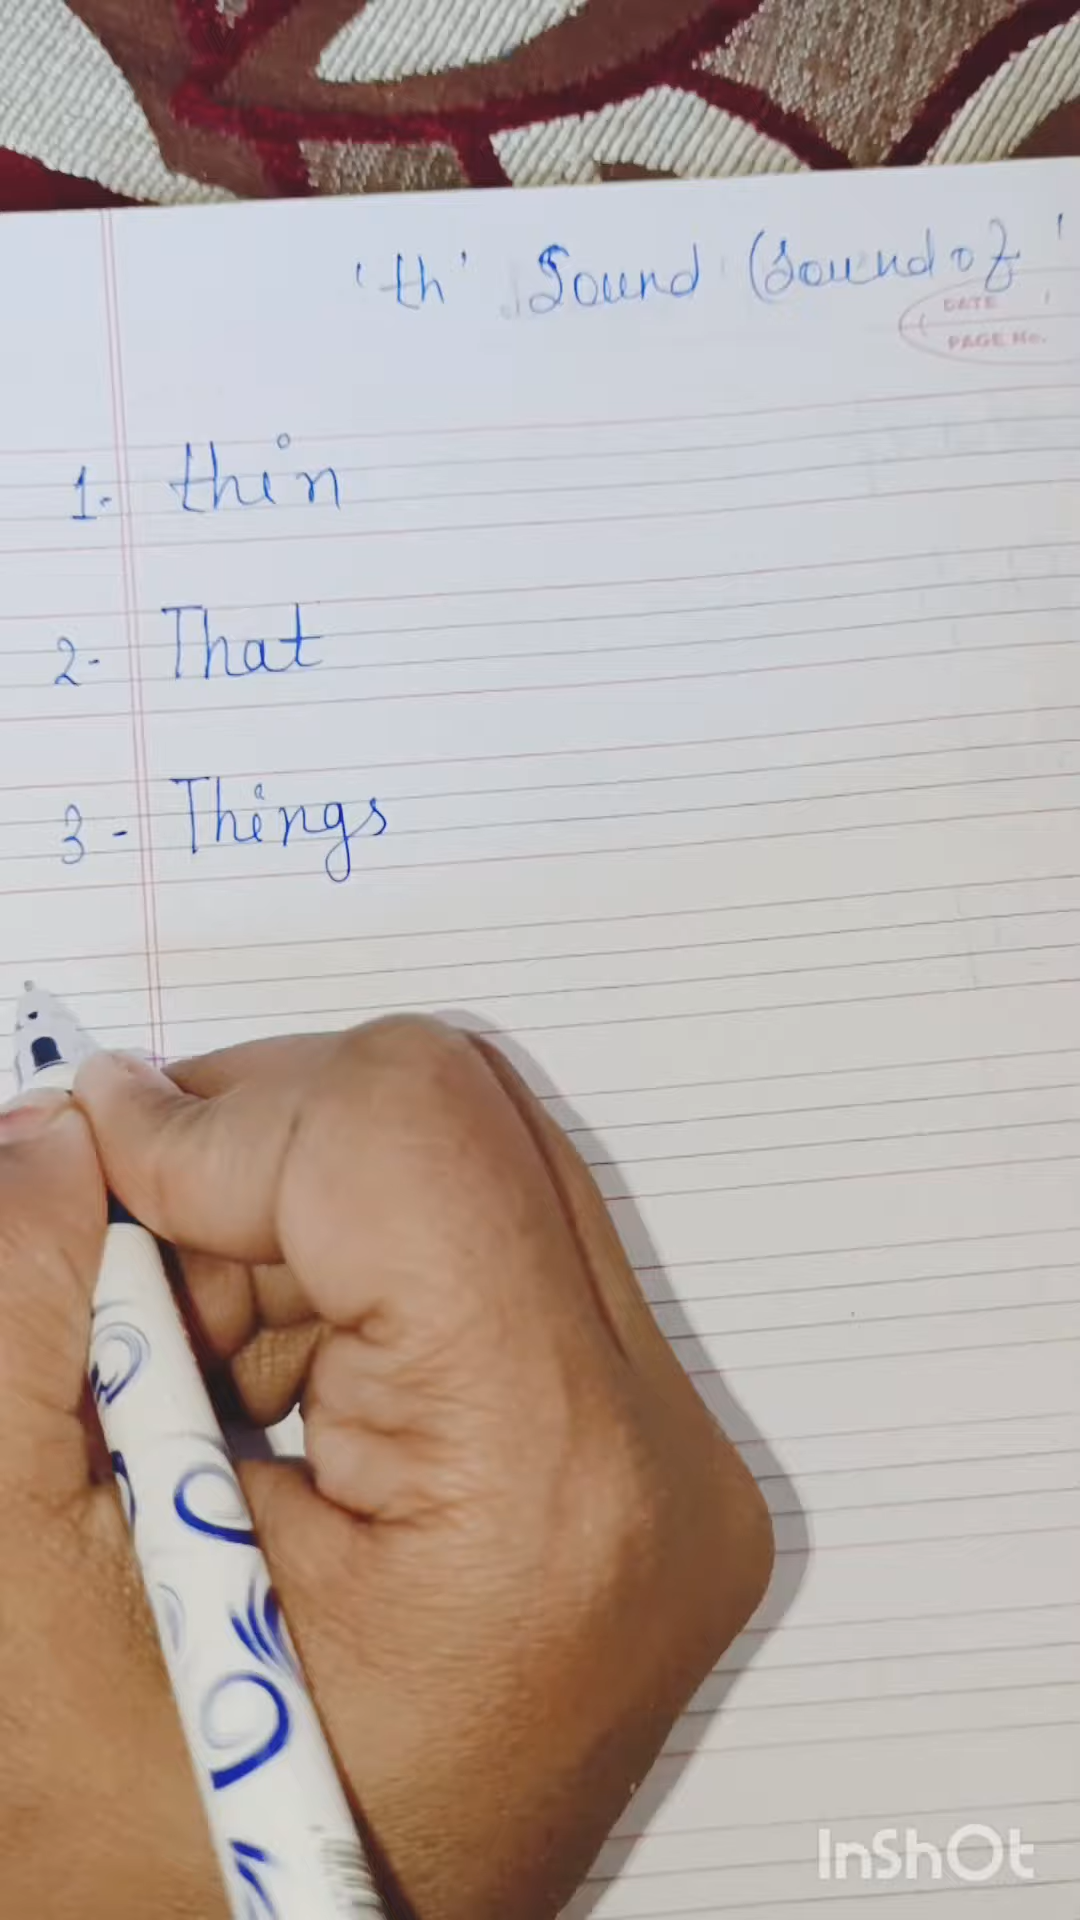 'th' Sound (Sound of '
DATE
PAGE No.
1. thin
2- That
3- Things
InShOt